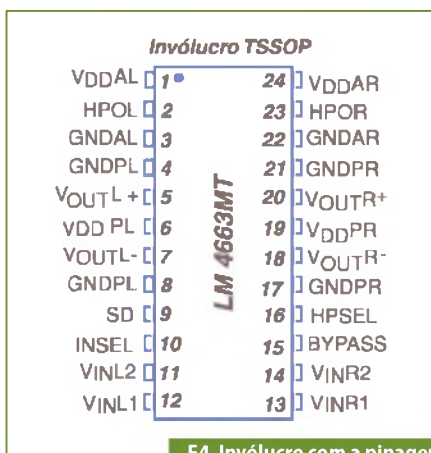 Invólucro TSSOP
VDDAL 1 24 VDDAR
HPOL 2 23 HPOR
GNDAL 3 22 GNDAR
GNDPL 4 21 GNDPR
VOUTL+ 5 20 VOUTR+
VDD PL 6 19 VDDPR
VOUTL- 7 18 VOUTR-
GNDPL 8 17 GNDPR
SD 9 16 HPSEL
INSEL 10 15 BYPASS
VINL2 11 14 VINR2
VINL1 12 13 VINR1
LM 4663MT
F4. Invólucro com a pinagem